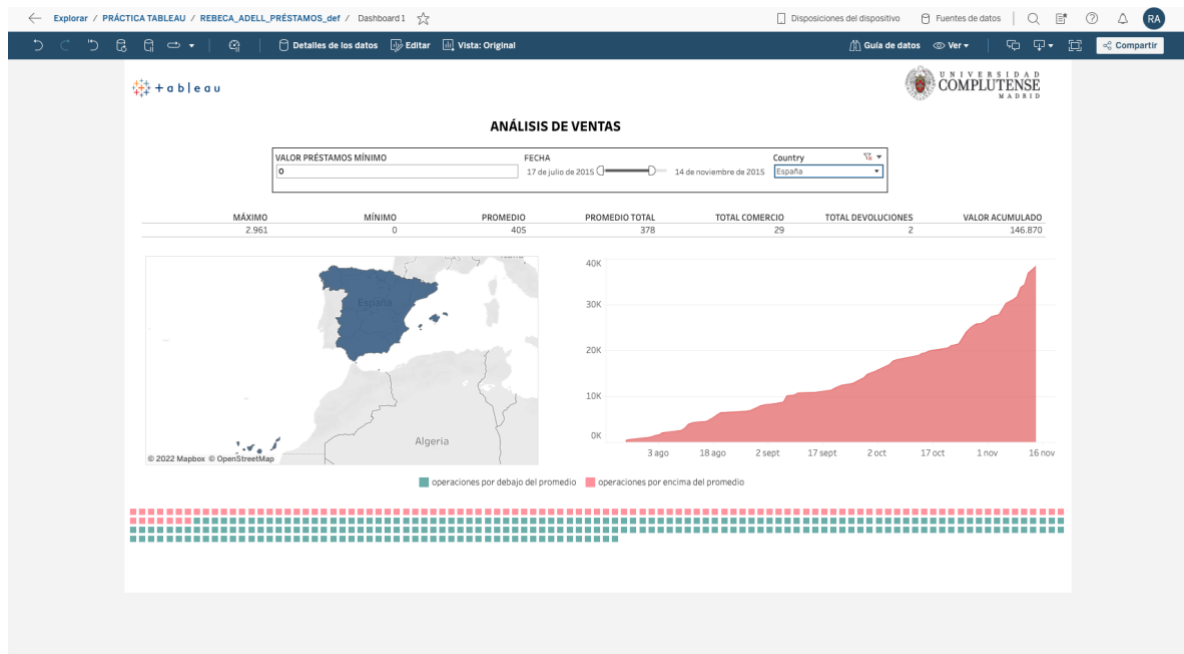 Explorar / PRÁCTICA TABLEAU / REBECA_ADELL_PRÉSTAMOS_def / Dashboard 1
Disposiciones del dispositivo Fuentes de datos RA
Detalles de los datos Editar Vista: Original Guía de datos Ver Compartir
+ableau
UNIVERSIDAD
COMPLUTENSE
MADRID
ANÁLISIS DE VENTAS
VALOR PRÉSTAMOS MÍNIMO FECHA Country
0 17 de julio de 2015 14 de noviembre de 2015 España
MÁXIMO MÍNIMO PROMEDIO PROMEDIO TOTAL TOTAL COMERCIO TOTAL DEVOLUCIONES VALOR ACUMULADO
2.961 0 405 378 29 2 146.870
España
Algeria
© 2022 Mapbox © OpenStreetMap
40K
30K
20K
10K
0K
3 ago 18 ago 2 sept 17 sept 2 oct 17 oct 1 nov 16 nov
operaciones por debajo del promedio operaciones por encima del promedio